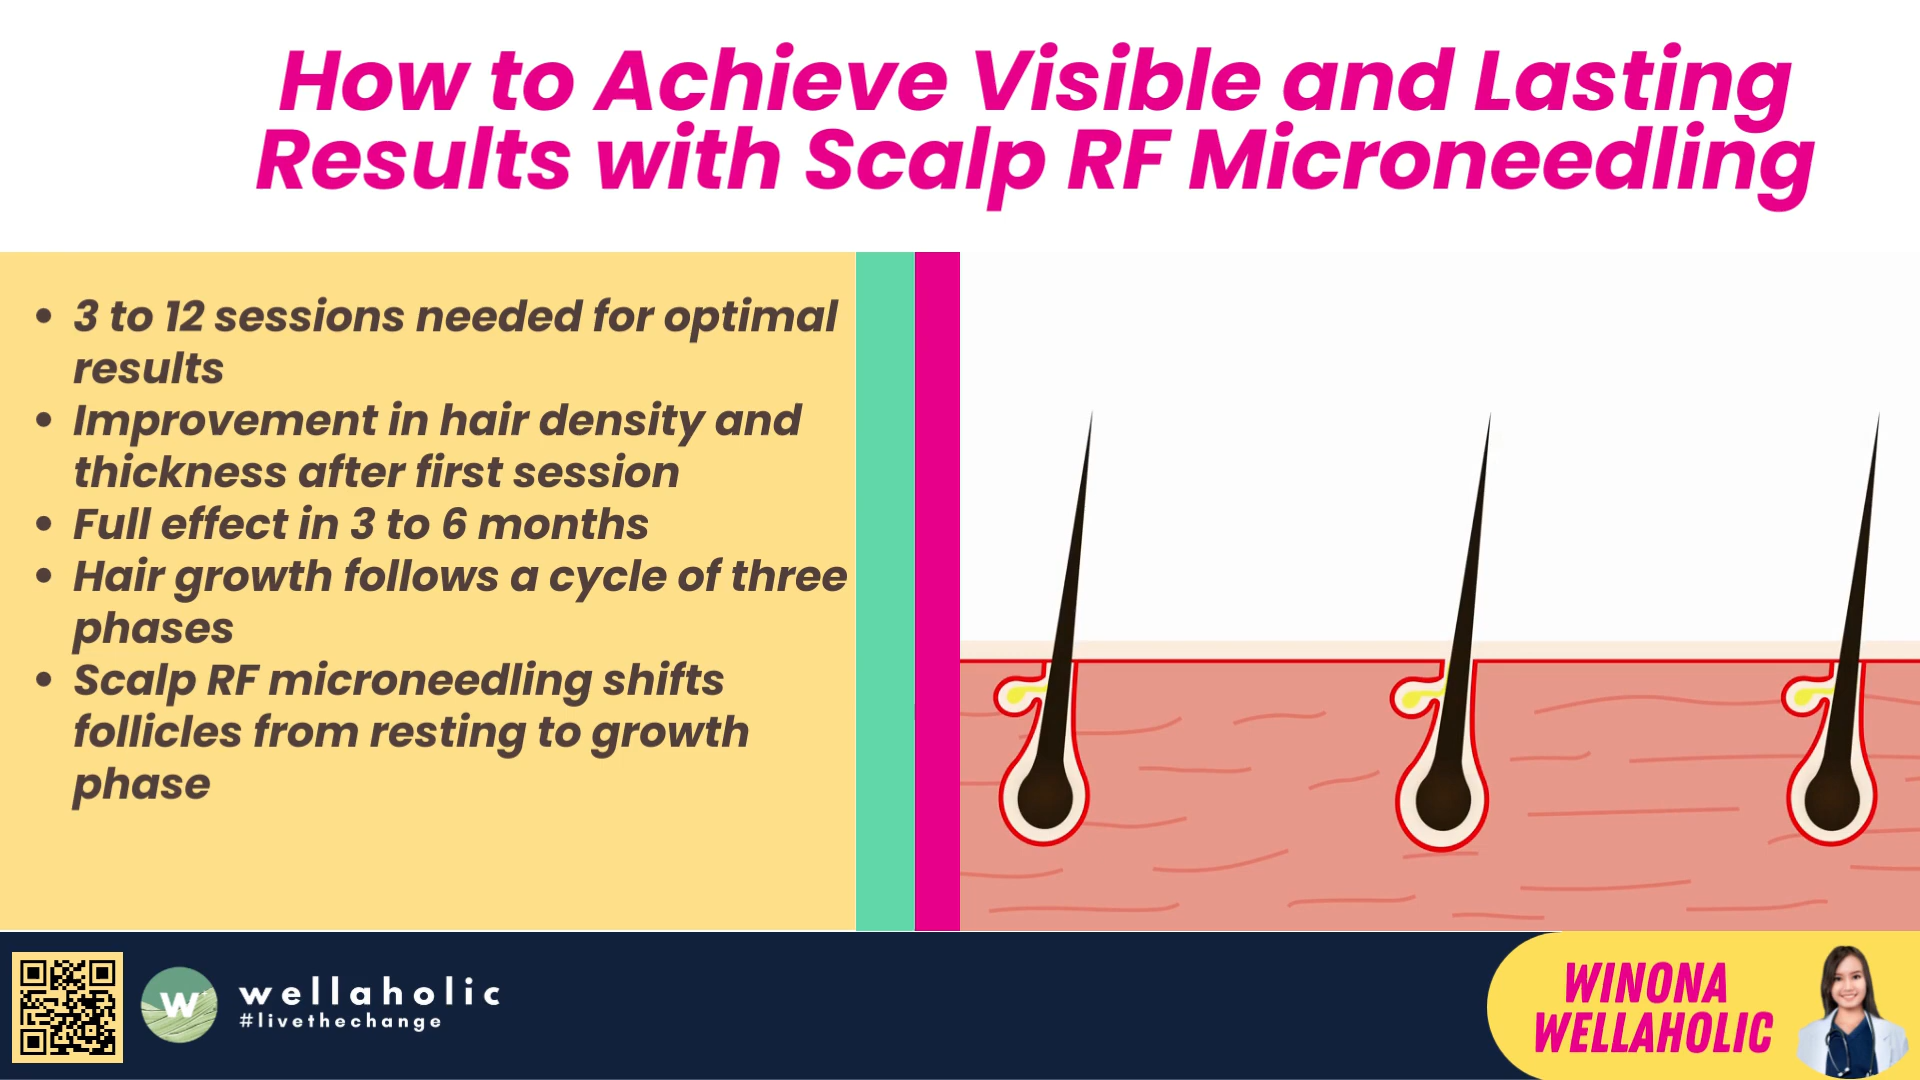 How to Achieve Visible and Lasting
Results with Scalp RF Microneedling
• 3 to 12 sessions needed for optimal
results
• Improvement in hair density and
thickness after first session
• Full effect in 3 to 6 months
• Hair growth follows a cycle of three
phases
• Scalp RF microneedling shifts
follicles from resting to growth
phase
W
wellaholic
#livethechange
WINONA
WELLAHOLIC